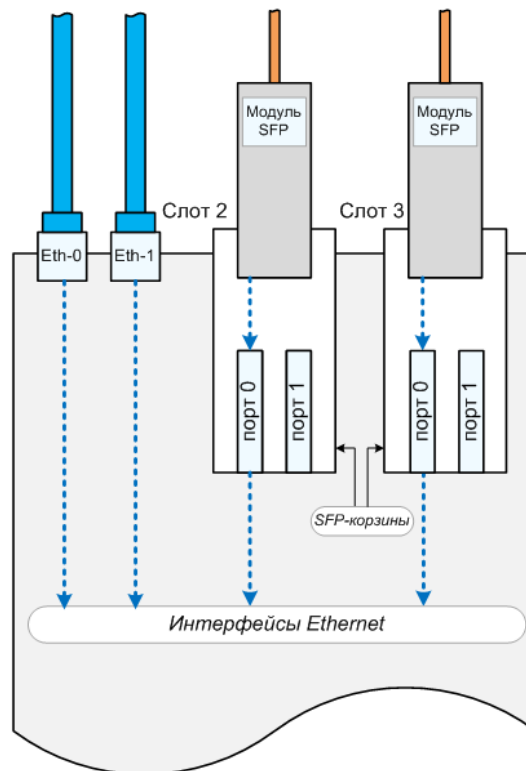 Модуль
SFP
Модуль
SFP
Слот 2
Слот 3
Eth-0
Eth-1
порт 0
порт 1
порт 0
порт 1
SFP-корзины
Интерфейсы Ethernet